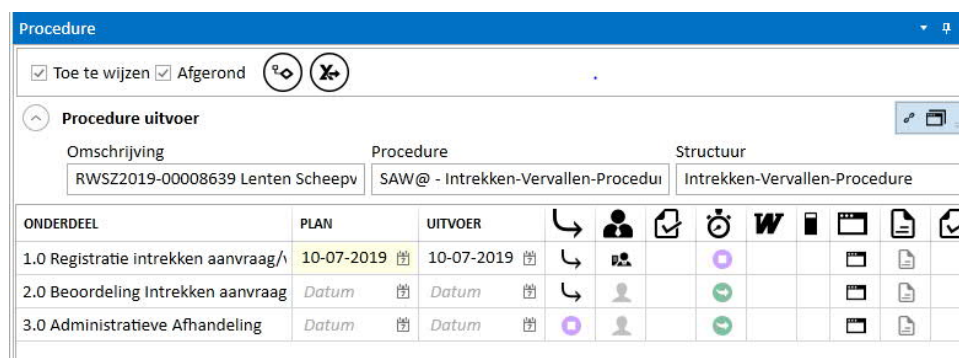 Procedure
Toe te wijzen Afgerond
Procedure uitvoer
Omschrijving Procedure Structuur
RWSZ2019-00008639 Lenten Scheepv SAW@ - Intrekken-Vervallen-Procedu Intrekken-Vervallen-Procedure
ONDERDEEL PLAN UITVOER W
1.0 Registratie intrekken aanvraag/ 10-07-2019 10-07-2019
2.0 Beoordeling Intrekken aanvraag Datum Datum
3.0 Administratieve Afhandeling Datum Datum